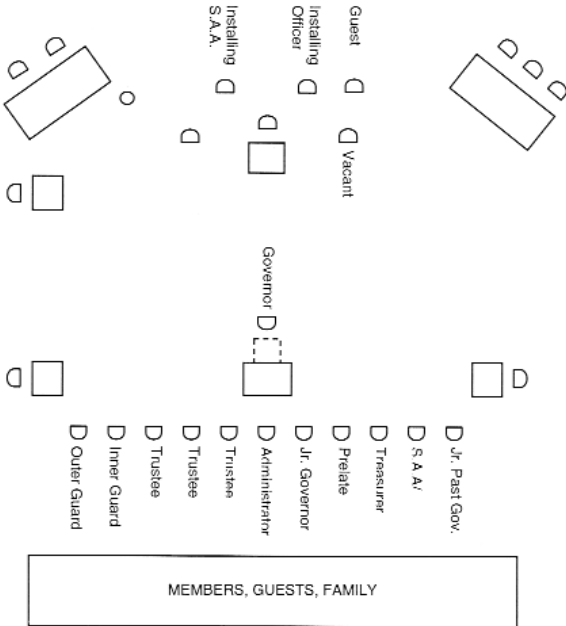 Installing
S.A.A.
Installing
Officer
Guest
Vacant
Governor
Outer Guard
Inner Guard
Trustee
Trustee
Trustee
Administrator
Jr. Governor
Prelate
Treasurer
S.A.A/
Jr. Past Gov.
MEMBERS, GUESTS, FAMILY